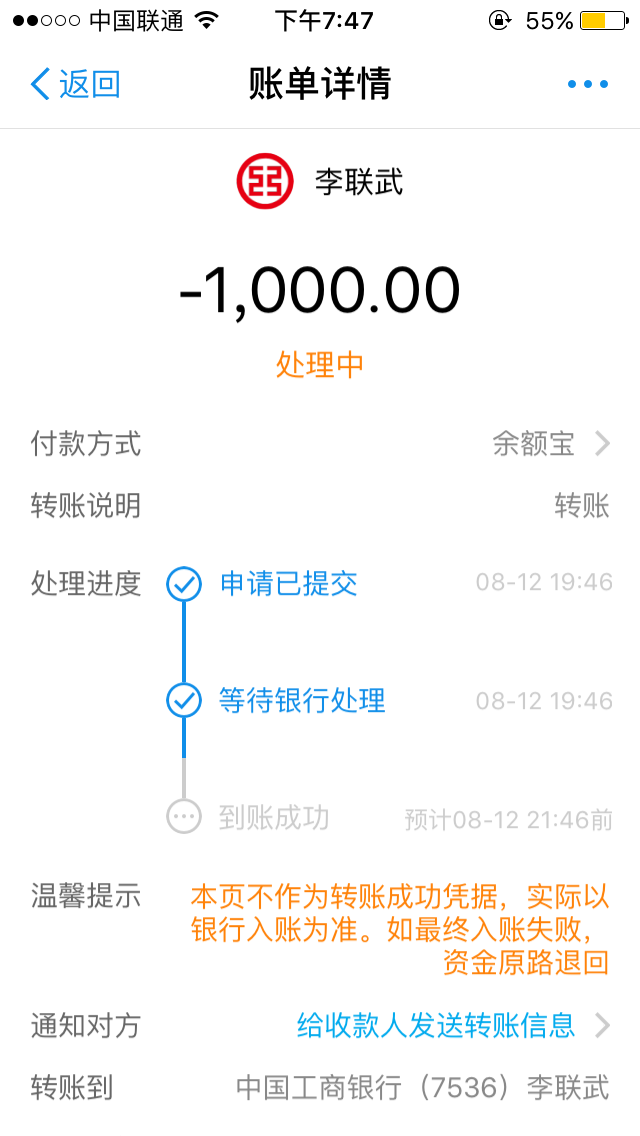 中国联通 下午7:47 55%
返回 账单详情
李联武
-1,000.00
处理中
付款方式 余额宝
转账说明 转账
处理进度 申请已提交 08-12 19:46
等待银行处理 08-12 19:46
到账成功 预计08-12 21:46前
温馨提示 本页不作为转账成功凭据，实际以
银行入账为准。如最终入账失败，
资金原路退回
通知对方 给收款人发送转账信息
转账到 中国工商银行（7536）李联武